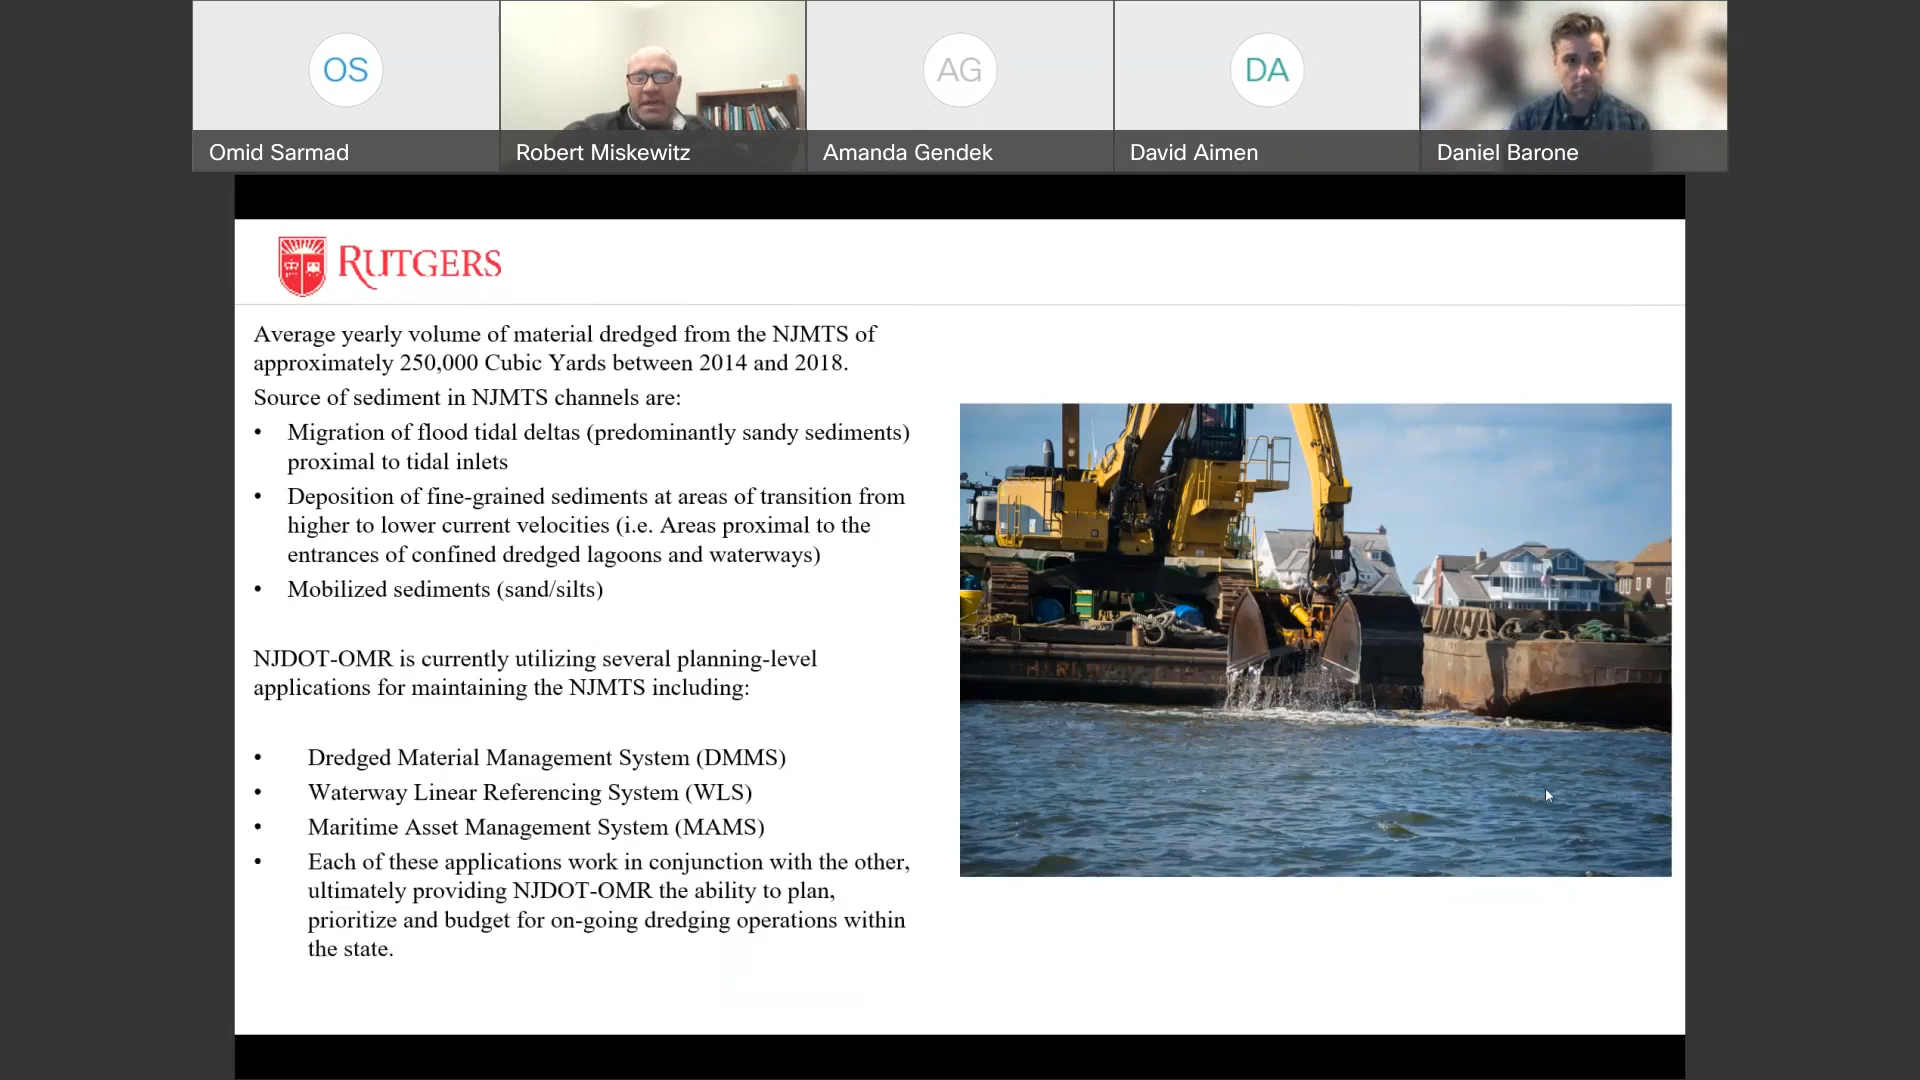 OS
AG
DA
Omid Sarmad
Robert Miskewitz
Amanda Gendek
David Aimen
Daniel Barone
RUTGERS
Average yearly volume of material dredged from the NJMTS of
approximately 250,000 Cubic Yards between 2014 and 2018.
Source of sediment in NJMTS channels are:
• Migration of flood tidal deltas (predominantly sandy sediments)
proximal to tidal inlets
• Deposition of fine-grained sediments at areas of transition from
higher to lower current velocities (i.e. Areas proximal to the
entrances of confined dredged lagoons and waterways)
• Mobilized sediments (sand/silts)
NJDOT-OMR is currently utilizing several planning-level
applications for maintaining the NJMTS including:
• Dredged Material Management System (DMMS)
• Waterway Linear Referencing System (WLS)
• Maritime Asset Management System (MAMS)
• Each of these applications work in conjunction with the other,
ultimately providing NJDOT-OMR the ability to plan,
prioritize and budget for on-going dredging operations within
the state.